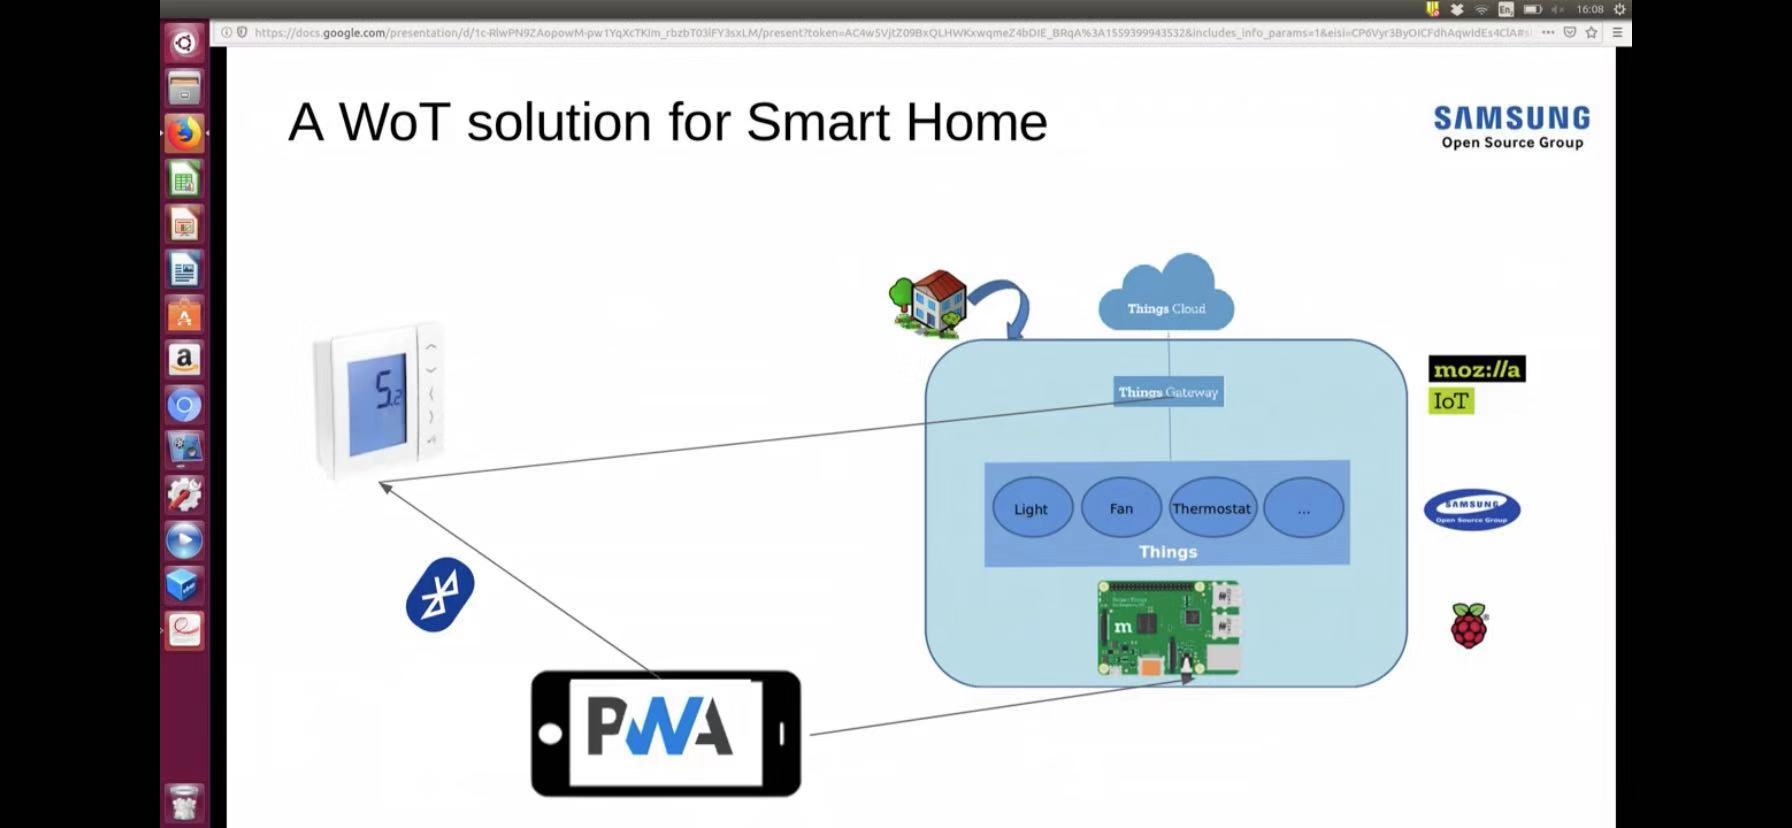 16:08
En
https://docs.google.com/presentation/d/1c-RlwPN9ZAopowM-pw1YqXcTKIm_rbzbT03lFY3sxLM/present?token=AC4w5VjtZ09BxQLHWKxwqmeZ4bDIE_BRqA%3A1559399943532&includes_info_params=1&eisi=CP6Vyr3ByOICFdhAqwIdEs4ClA#s
A WoT solution for Smart Home
SAMSUNG
Open Source Group
Things Cloud
5.2
Things Gateway
moz://a
IoT
Light
Fan
Thermostat
...
Things
SAMSUNG
Open Source Group
m
PWA